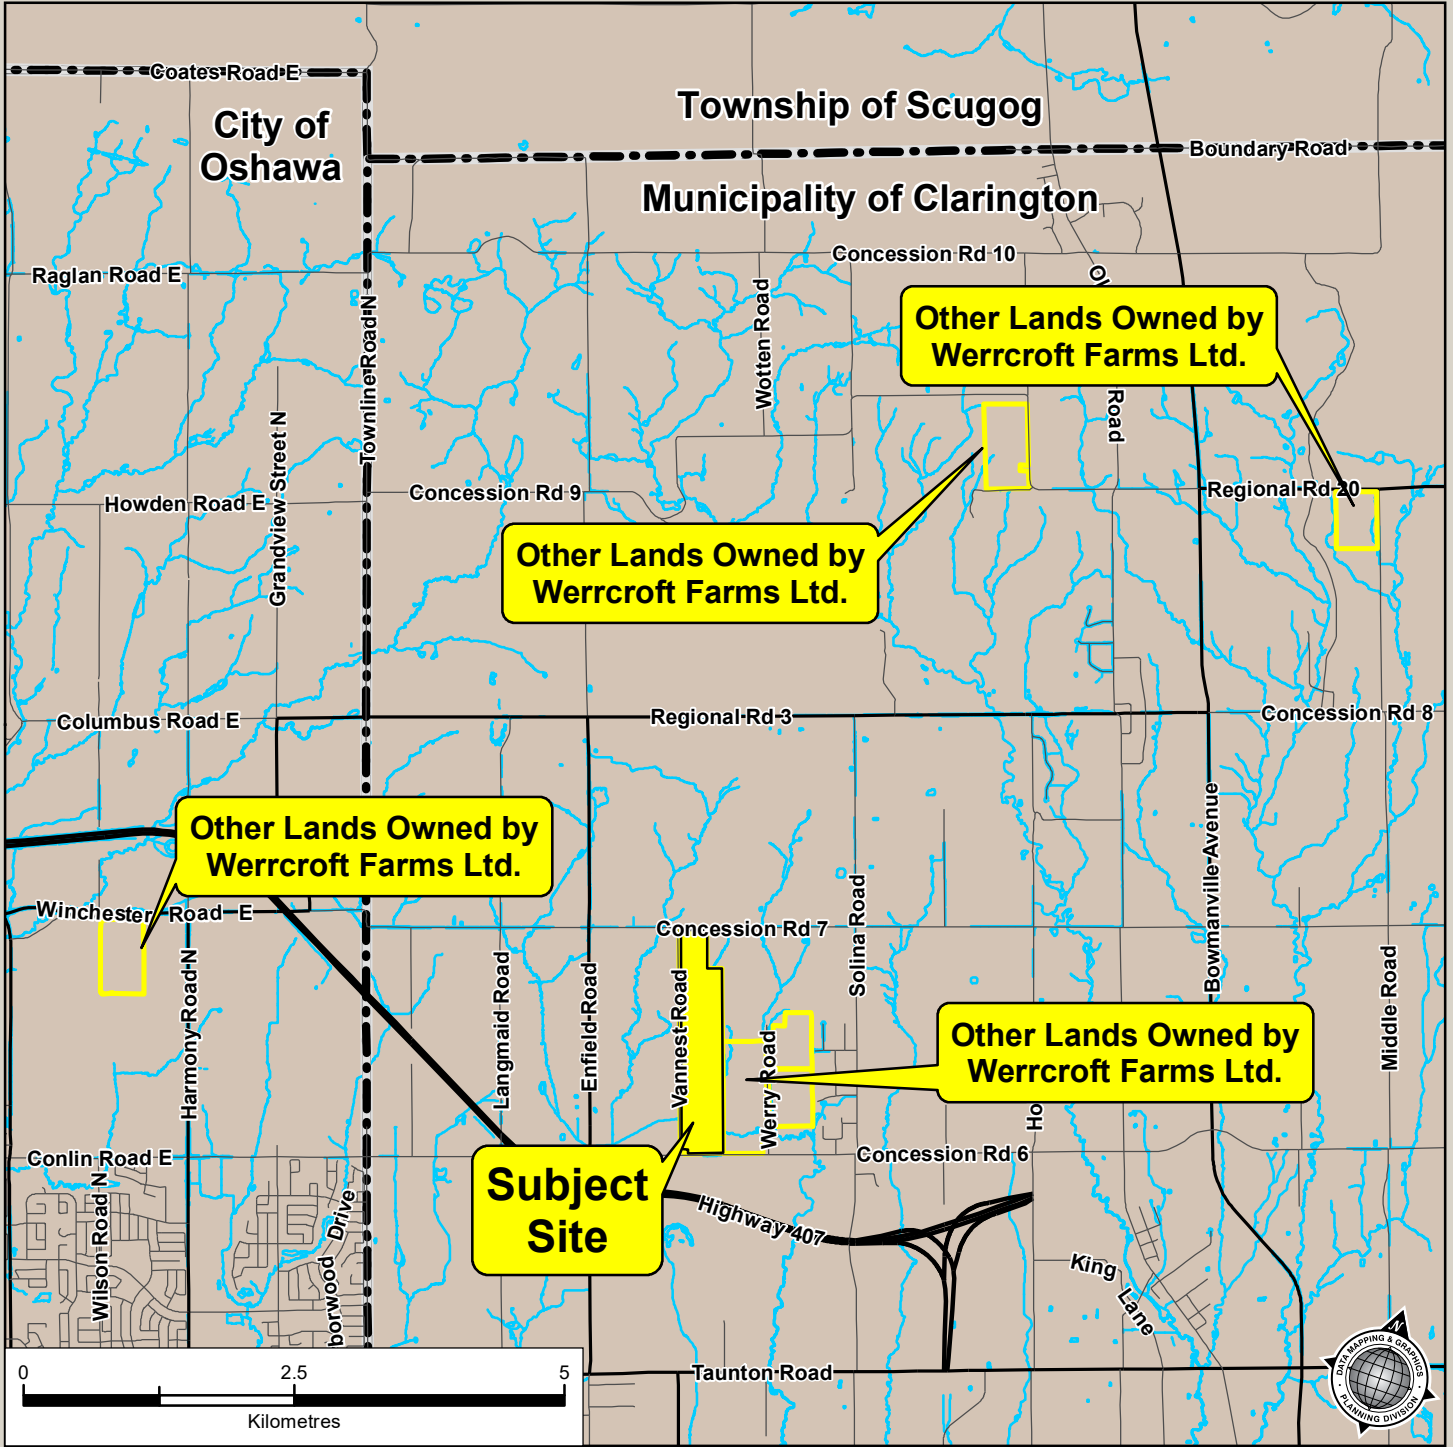 Coates Road E
City of
Oshawa
Township of Scugog
Boundary Road
Municipality of Clarington
Concession Rd 10
Raglan Road E
Townline Road N
Wotten Road
Ol
Road
Other Lands Owned by
Werrcroft Farms Ltd.
Grandview Street N
Howden Road E
Concession Rd 9
Regional Rd 20
Other Lands Owned by
Werrcroft Farms Ltd.
Columbus Road E
Regional Rd 3
Concession Rd 8
Other Lands Owned by
Werrcroft Farms Ltd.
Bowmanville Avenue
Winchester Road E
Concession Rd 7
Solina Road
Harmony Road N
Langmaid Road
Enfield Road
Vannest Road
Werry Road
Middle Road
Other Lands Owned by
Werrcroft Farms Ltd.
Ho
Conlin Road E
Concession Rd 6
Subject
Site
Highway 407
Wilson Road N
borwood Drive
King Lane
Taunton Road
0 2.5 5
Kilometres
N
DATA MAPPING & GRAPHICS
PLANNING DIVISION